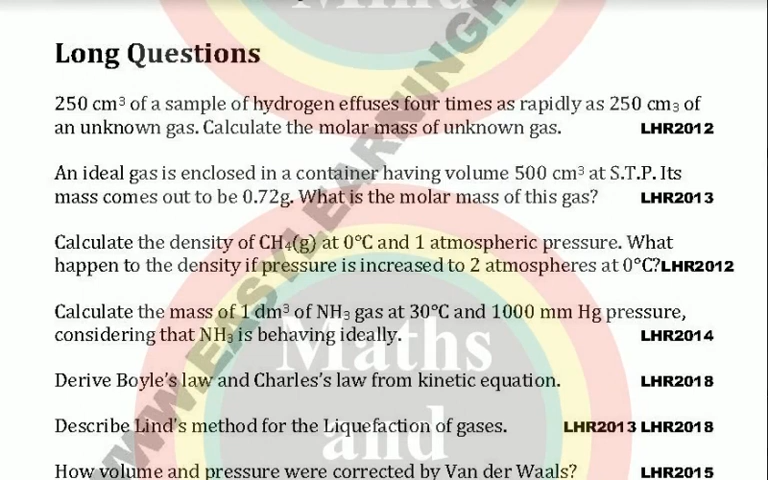 Long Questions
250 cm³ of a sample of hydrogen effuses four times as rapidly as 250 cm₃ of
an unknown gas. Calculate the molar mass of unknown gas. LHR2012
An ideal gas is enclosed in a container having volume 500 cm³ at S.T.P. Its
mass comes out to be 0.72g. What is the molar mass of this gas? LHR2013
Calculate the density of CH₄(g) at 0°C and 1 atmospheric pressure. What
happen to the density if pressure is increased to 2 atmospheres at 0°C?LHR2012
Calculate the mass of 1 dm³ of NH₃ gas at 30°C and 1000 mm Hg pressure,
considering that NH₃ is behaving ideally. LHR2014
Derive Boyle's law and Charles's law from kinetic equation. LHR2018
Describe Lind's method for the Liquefaction of gases. LHR2013 LHR2018
How volume and pressure were corrected by Van der Waals? LHR2015
Maths
and
WWW.EASYLEARNINGH